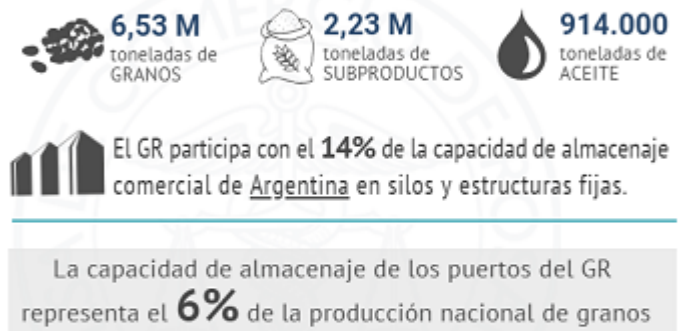 6,53 M
toneladas de
GRANOS
2,23 M
toneladas de
SUBPRODUCTOS
914.000
toneladas de
ACEITE
El GR participa con el 14% de la capacidad de almacenaje
comercial de Argentina en silos y estructuras fijas.
La capacidad de almacenaje de los puertos del GR
representa el 6% de la producción nacional de granos